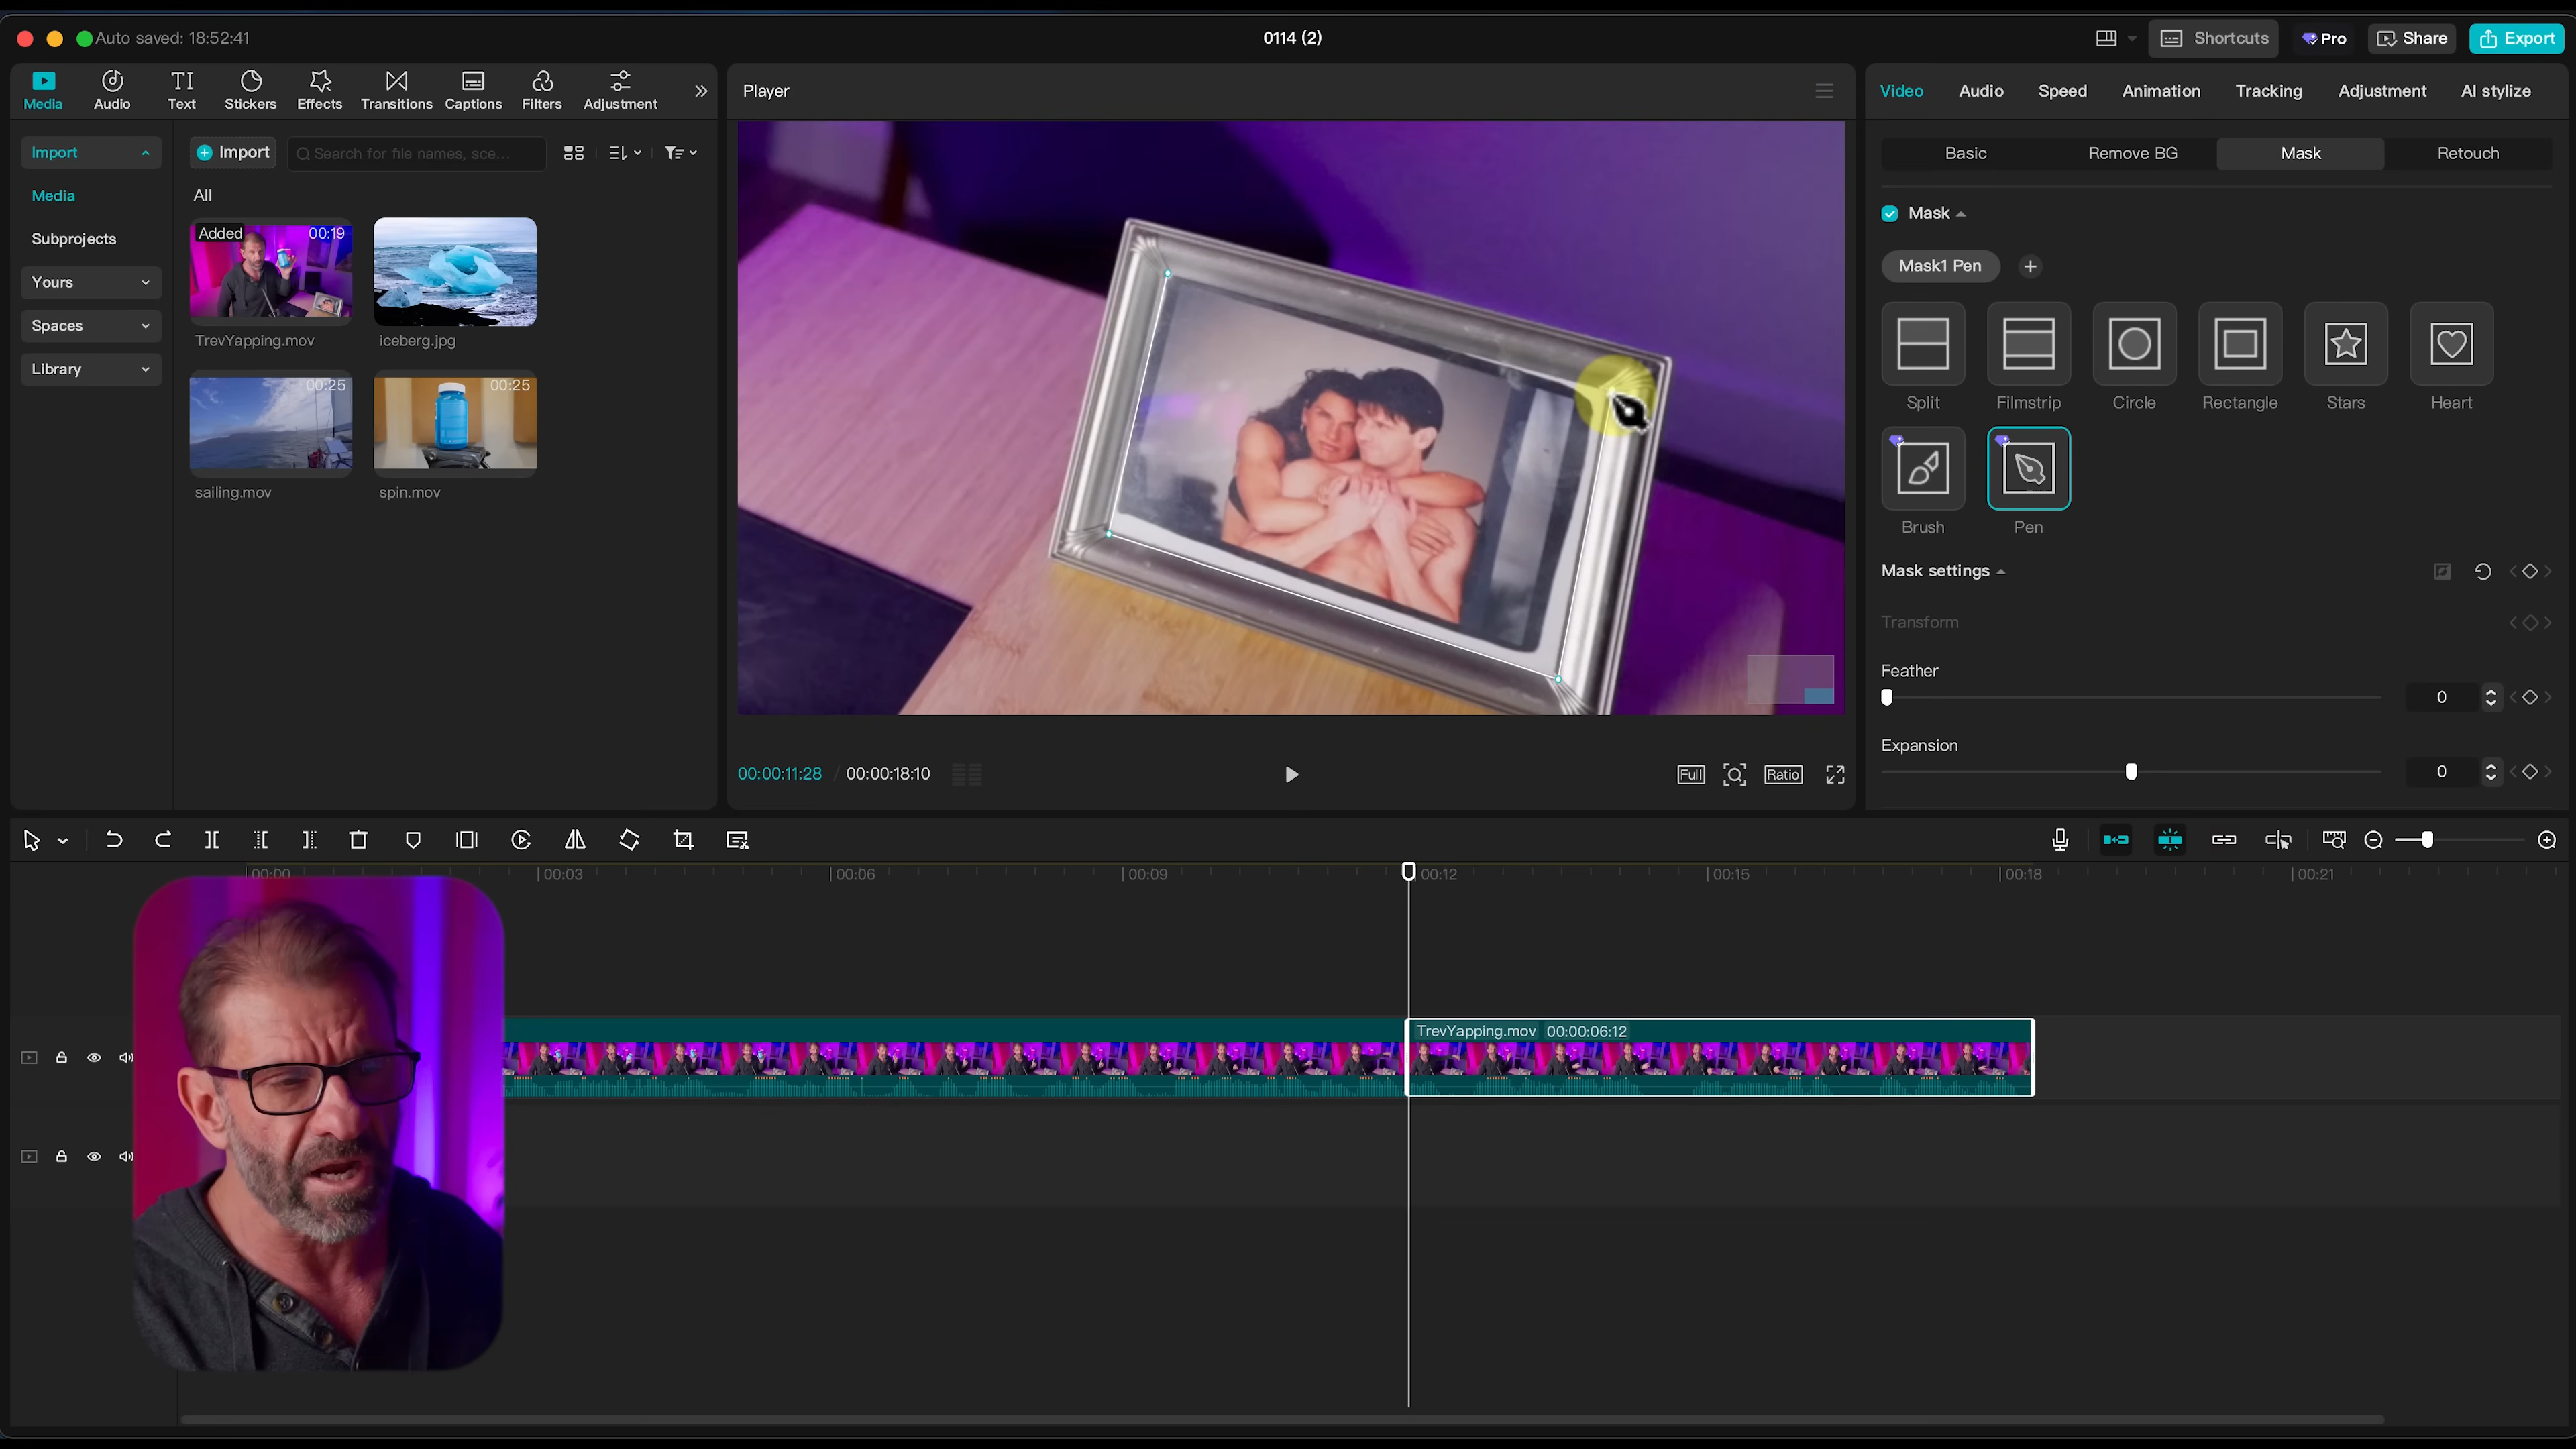 Auto saved: 18:52:41
0114 (2)
Shortcuts
Pro
Share
Export
Media
Audio
TI
Text
Stickers
Effects
Transitions
Captions
Filters
Adjustment
Import
Media
Subprojects
Yours
Spaces
Library
Import
Search for file names, sce...
All
Added
00:19
TrevYapping.mov
iceberg.jpg
00:25
sailing.mov
00:25
spin.mov
Player
00:00:11:28 / 00:00:18:10
Full
Ratio
Video
Audio
Speed
Animation
Tracking
Adjustment
AI stylize
Basic
Remove BG
Mask
Retouch
Mask
Mask1 Pen
Split
Filmstrip
Circle
Rectangle
Stars
Heart
Brush
Pen
Mask settings
Transform
Feather
0
Expansion
0
00:00
00:03
00:06
00:09
00:12
00:15
00:18
00:21
TrevYapping.mov 00:00:06:12